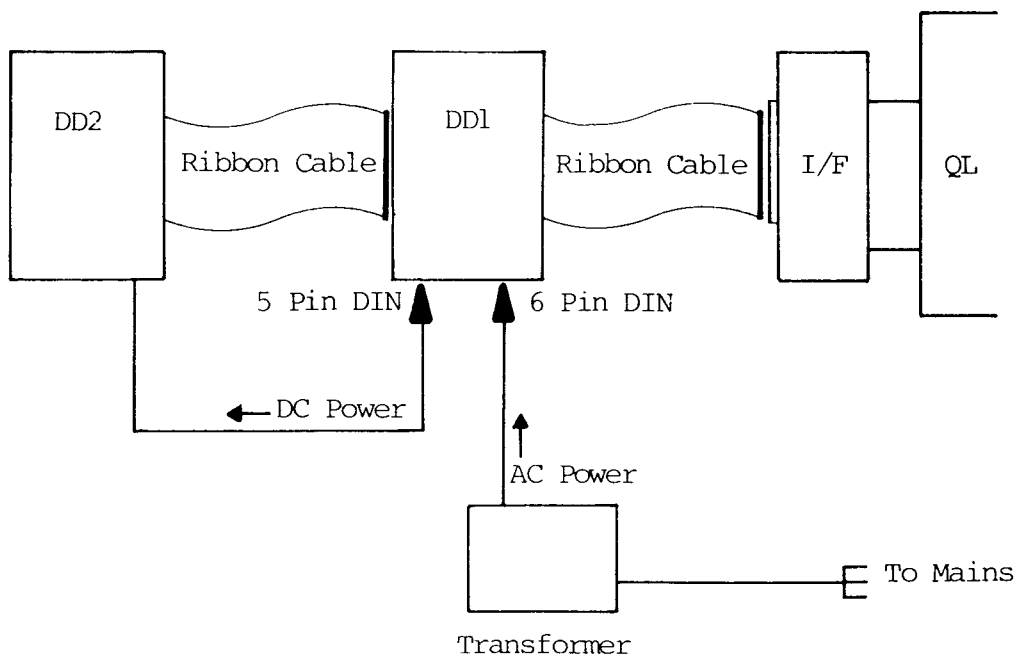 DD2
Ribbon Cable
DD1
Ribbon Cable
I/F
QL
5 Pin DIN
6 Pin DIN
DC Power
AC Power
To Mains
Transformer